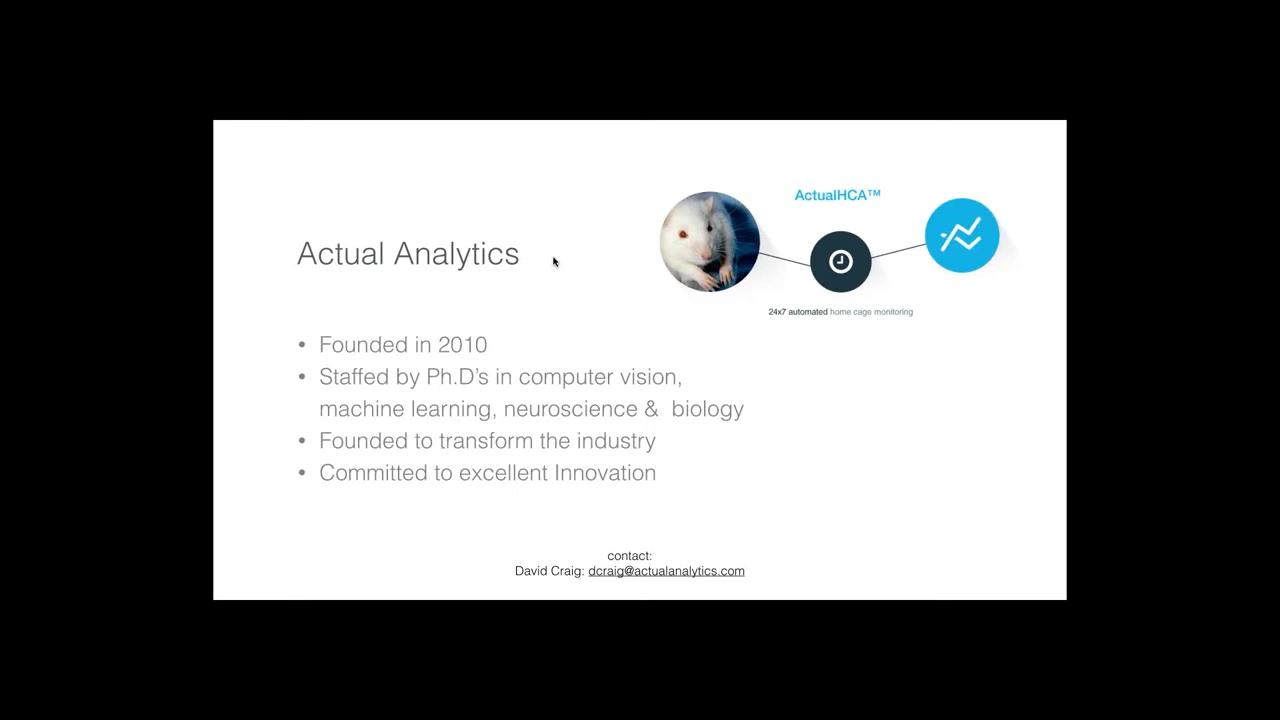 ActualHCA™
Actual Analytics
24x7 automated home cage monitoring
• Founded in 2010
• Staffed by Ph.D's in computer vision,
machine learning, neuroscience &  biology
• Founded to transform the industry
• Committed to excellent Innovation
contact:
David Craig: dcraig@actualanalytics.com